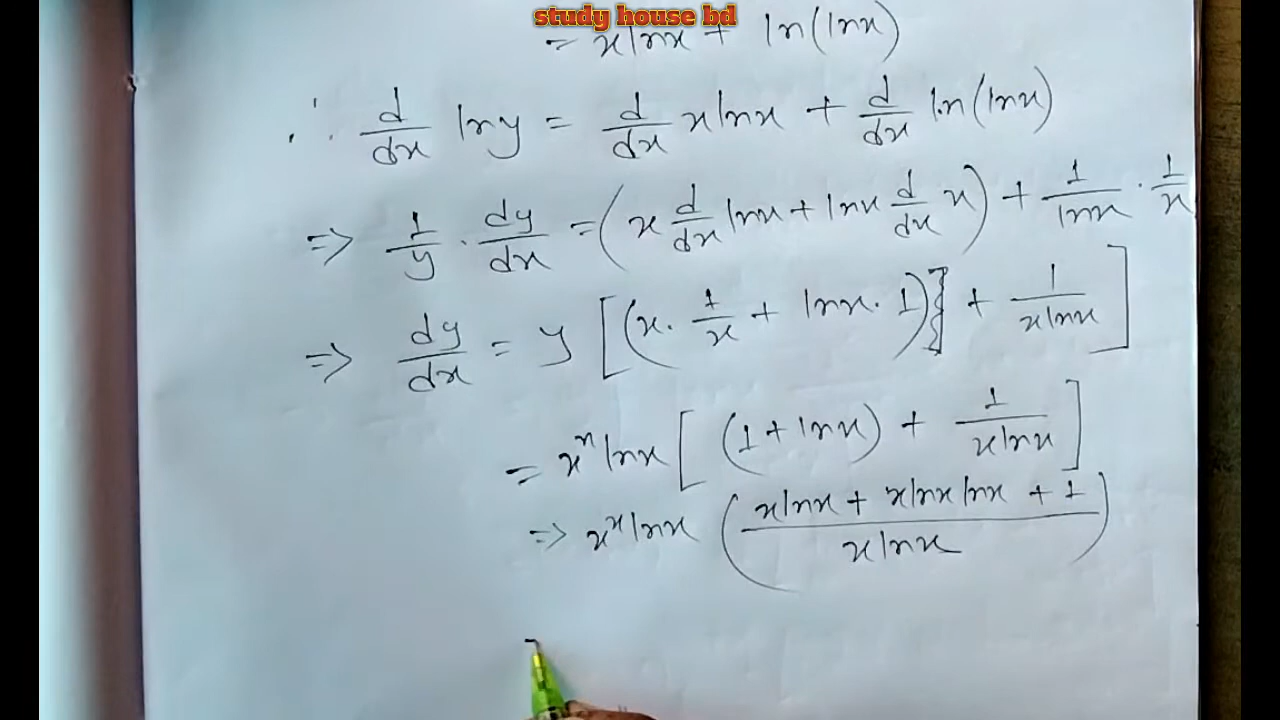 study house bd
= xlnx + ln(lnx)
∴ d/dx lny = d/dx xlnx + d/dx ln(lnx)
=> 1/y · dy/dx = (x d/dx lnx + lnx d/dx x) + 1/lnx · 1/x
=> dy/dx = y [(x · 1/x + lnx · 1)} + 1/xlnx]
= xˣ lnx [(1 + lnx) + 1/xlnx]
=> xˣ lnx (xlnx + xlnxlnx + 1/xlnx)